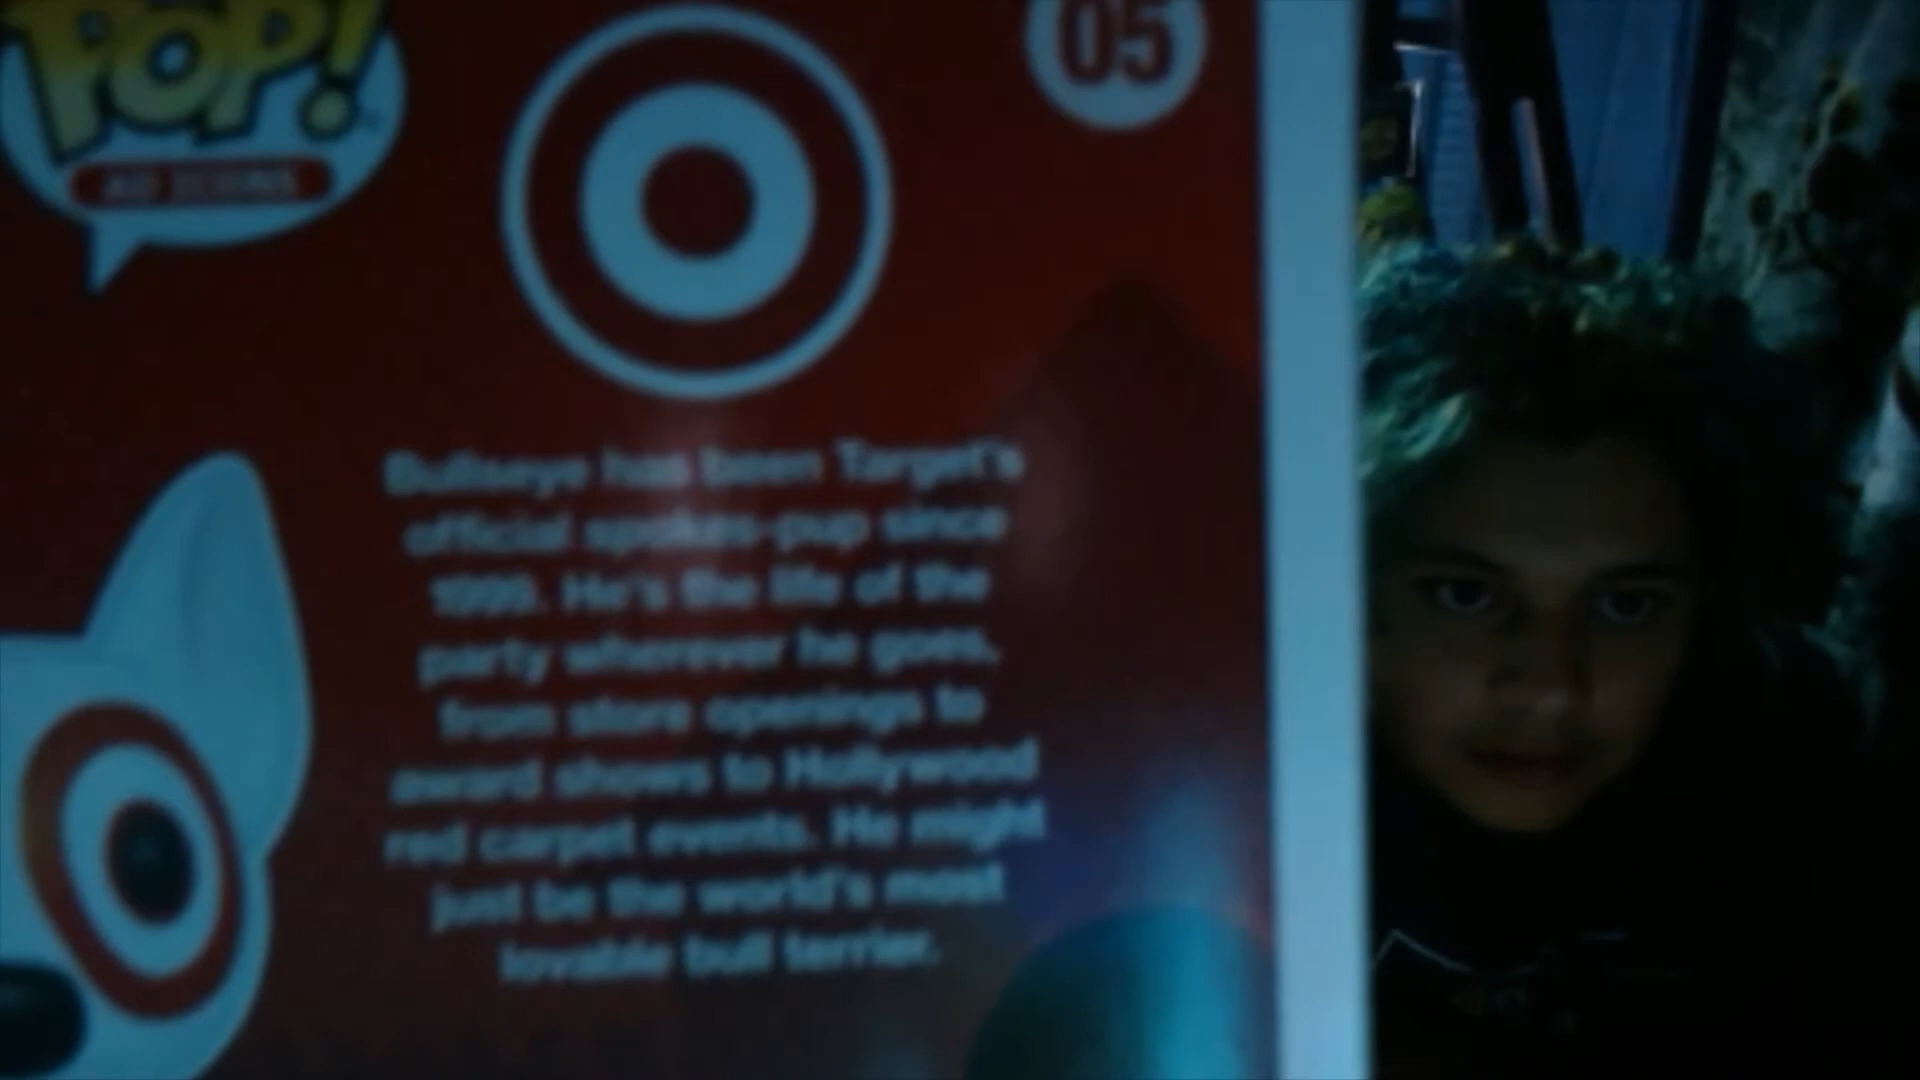 POP!
AD ICONS
05
Bullseye has been Target's
official spokes-pup since
1999. He's the life of the
party wherever he goes,
from store openings to
award shows to Hollywood
red carpet events. He might
just be the world's most
lovable bull terrier.